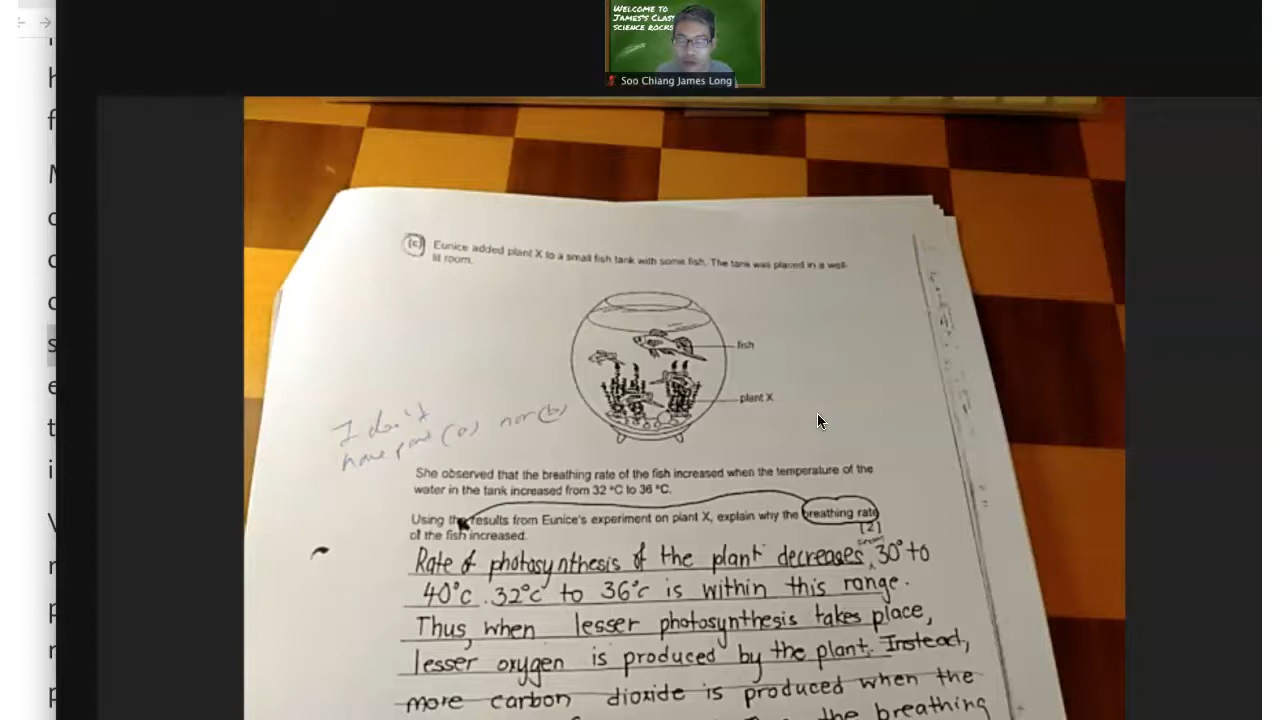 WELCOME TO
JAMES'S CLAS
SCIENCE ROCKS
Soo Chiang James Long
(c) Eunice added plant X to a small fish tank with some fish. The tank was placed in a well-
lit room.
fish
plant X
I don't
have part (a) nor (b)
She observed that the breathing rate of the fish increased when the temperature of the
water in the tank increased from 32 °C to 36 °C.
Using the results from Eunice's experiment on plant X, explain why the breathing rate
of the fish increased.
[2]
Rate of photosynthesis of the plant decreases from 30° to
40°C. 32°C to 36°C is within this range.
Thus, when lesser photosynthesis takes place,
lesser oxygen is produced by the plant. Instead,
more carbon dioxide is produced when the
the breathing